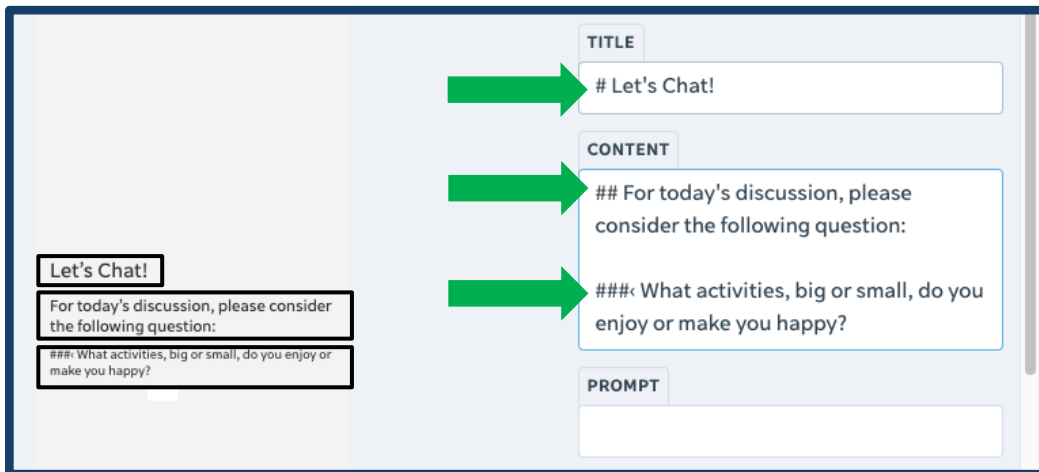 Let’s Chat!
For today’s discussion, please consider
the following question:
###‹ What activities, big or small, do you enjoy or
make you happy?
TITLE
# Let's Chat!
CONTENT
## For today's discussion, please
consider the following question:
###‹ What activities, big or small, do you
enjoy or make you happy?
PROMPT